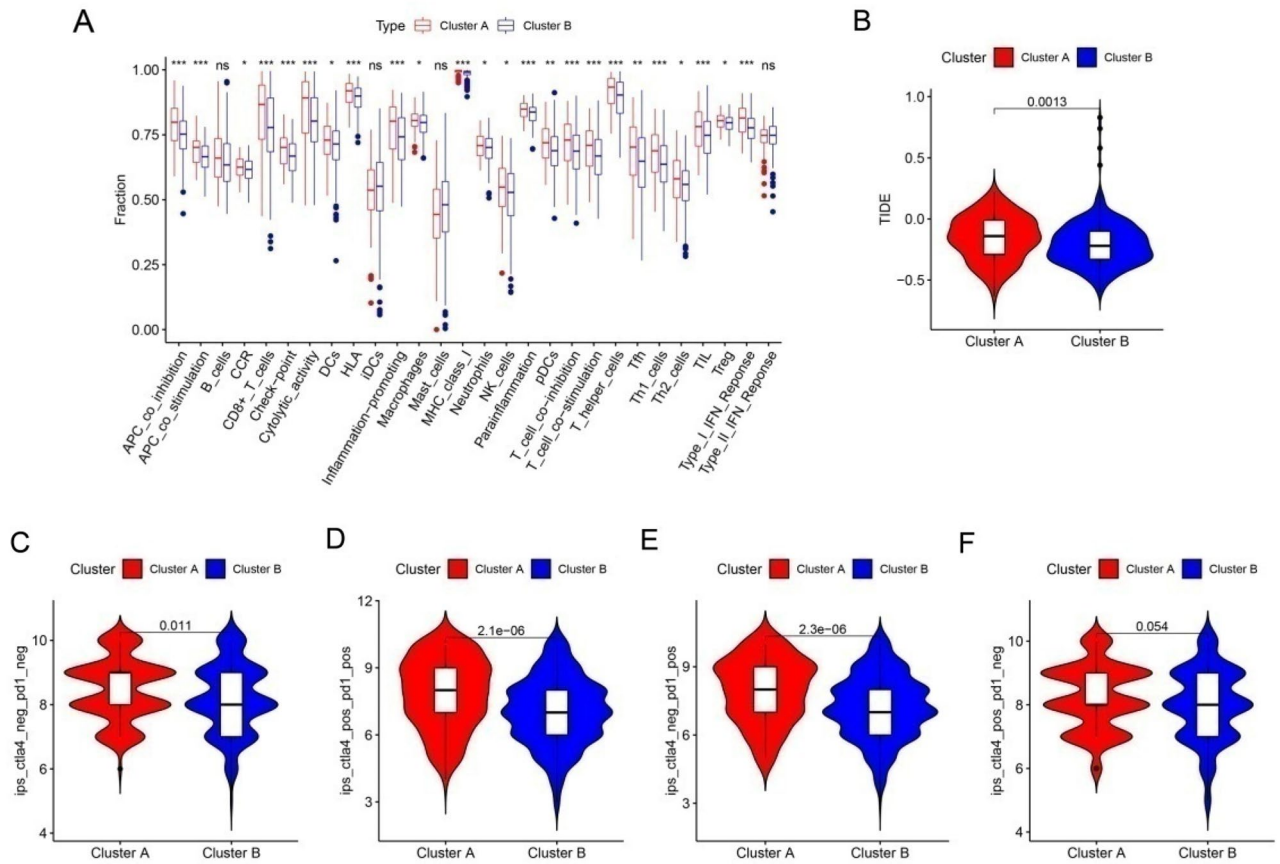 A
Type Cluster A Cluster B
*** *** ns * *** *** *** * *** ns *** * ns *** * * *** ** *** *** *** ** *** * *** * *** ns
Fraction
1.00
0.75
0.50
0.25
0.00
APC_co_inhibition
APC_co_stimulation
B_cells
CCR
CD8+_T_cells
Check-point
Cytolytic_activity
DCs
HLA
iDCs
Inflammation-promoting
Macrophages
Mast_cells
MHC_class_I
Neutrophils
NK_cells
Parainflammation
pDCs
T_cell_co-inhibition
T_cell_co-stimulation
T_helper_cells
Tfh
Th1_cells
Th2_cells
TIL
Treg
Type_I_IFN_Reponse
Type_II_IFN_Reponse
B
Cluster Cluster A Cluster B
TIDE
1.0
0.5
0.0
−0.5
0.0013
Cluster A Cluster B
C
Cluster Cluster A Cluster B
ips_ctla4_neg_pd1_neg
10
8
6
4
0.011
Cluster A Cluster B
D
Cluster Cluster A Cluster B
ips_ctla4_pos_pd1_pos
12
9
6
3
2.1e−06
Cluster A Cluster B
E
Cluster Cluster A Cluster B
ips_ctla4_neg_pd1_pos
9
6
3
2.3e−06
Cluster A Cluster B
F
Cluster Cluster A Cluster B
ips_ctla4_pos_pd1_neg
10
8
6
4
0.054
Cluster A Cluster B